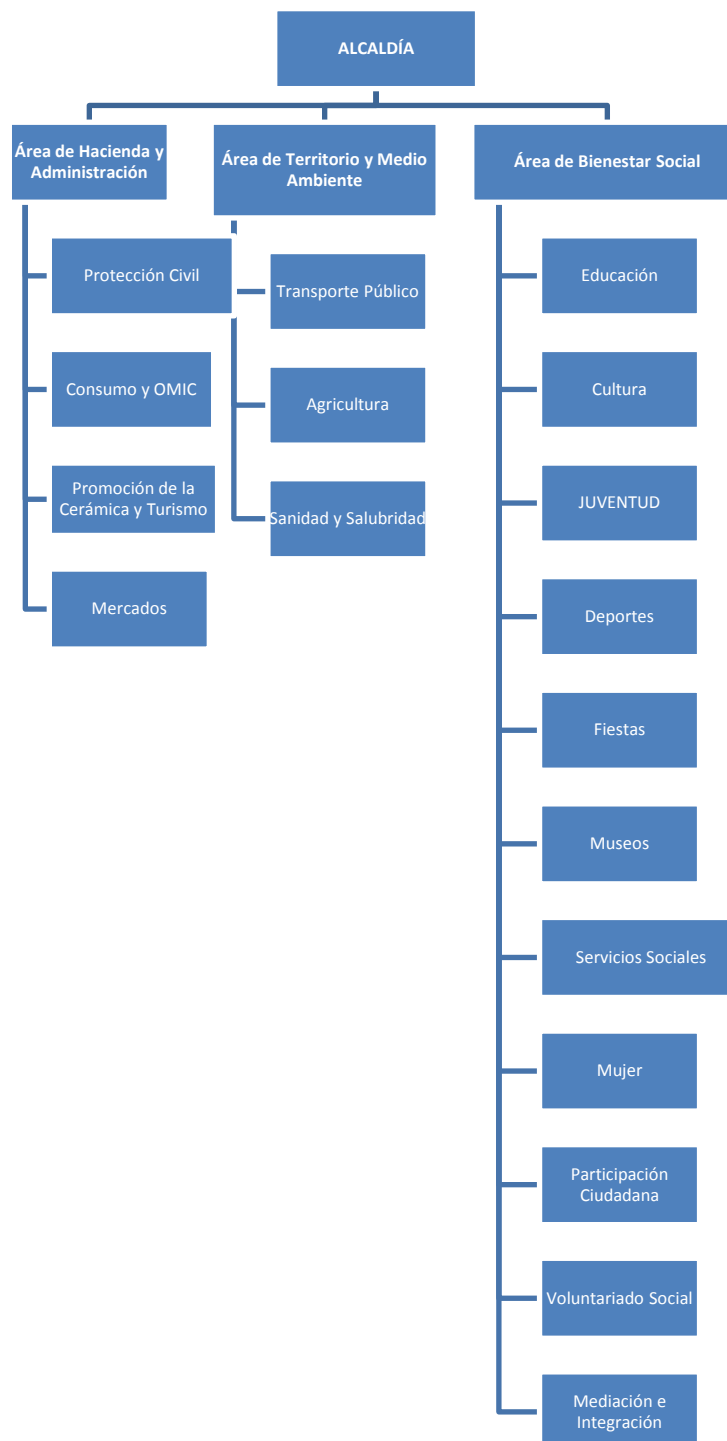 ALCALDÍA
Área de Hacienda y
Administración
Protección Civil
Consumo y OMIC
Promoción de la
Cerámica y Turismo
Mercados
Área de Territorio y Medio
Ambiente
Transporte Público
Agricultura
Sanidad y Salubridad
Área de Bienestar Social
Educación
Cultura
JUVENTUD
Deportes
Fiestas
Museos
Servicios Sociales
Mujer
Participación
Ciudadana
Voluntariado Social
Mediación e
Integración